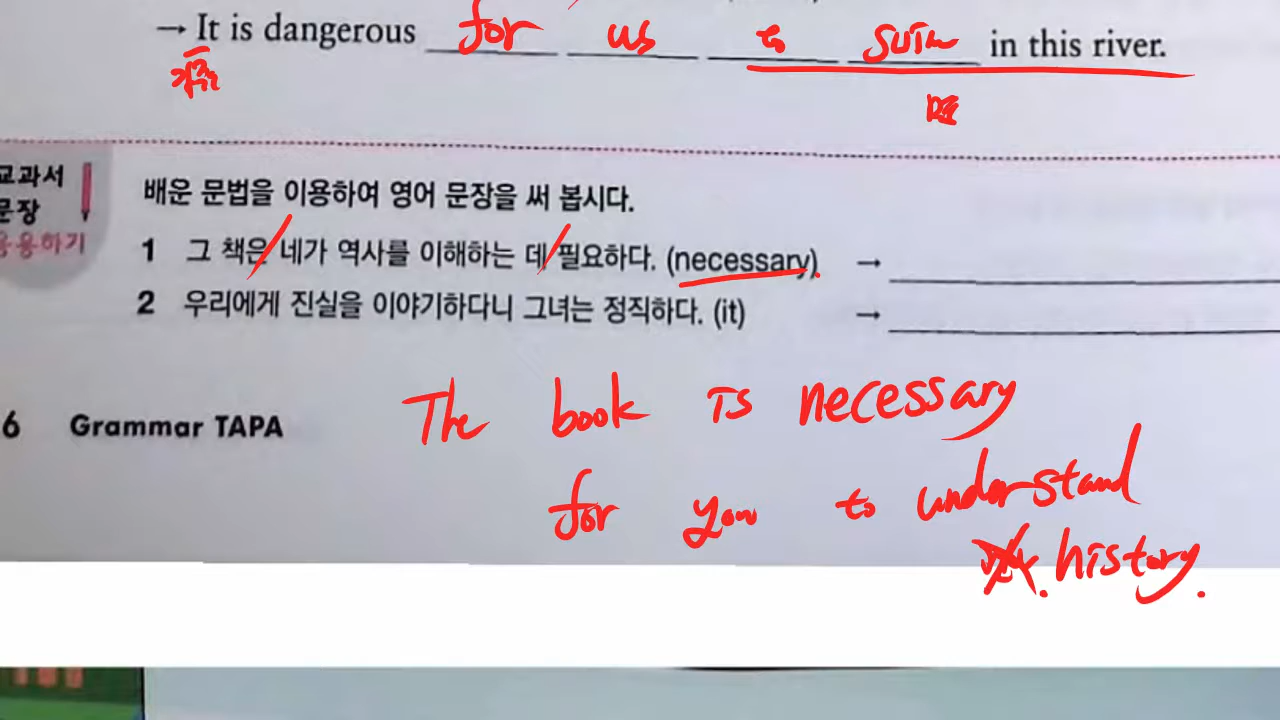 → It is dangerous for us to swim in this river.
교과서
문장
응용하기
배운 문법을 이용하여 영어 문장을 써 봅시다.
1 그 책은 네가 역사를 이해하는 데 필요하다. (necessary). →
2 우리에게 진실을 이야기하다니 그녀는 정직하다. (it) →
The book is necessary
for you to understand
history.
6 Grammar TAPA